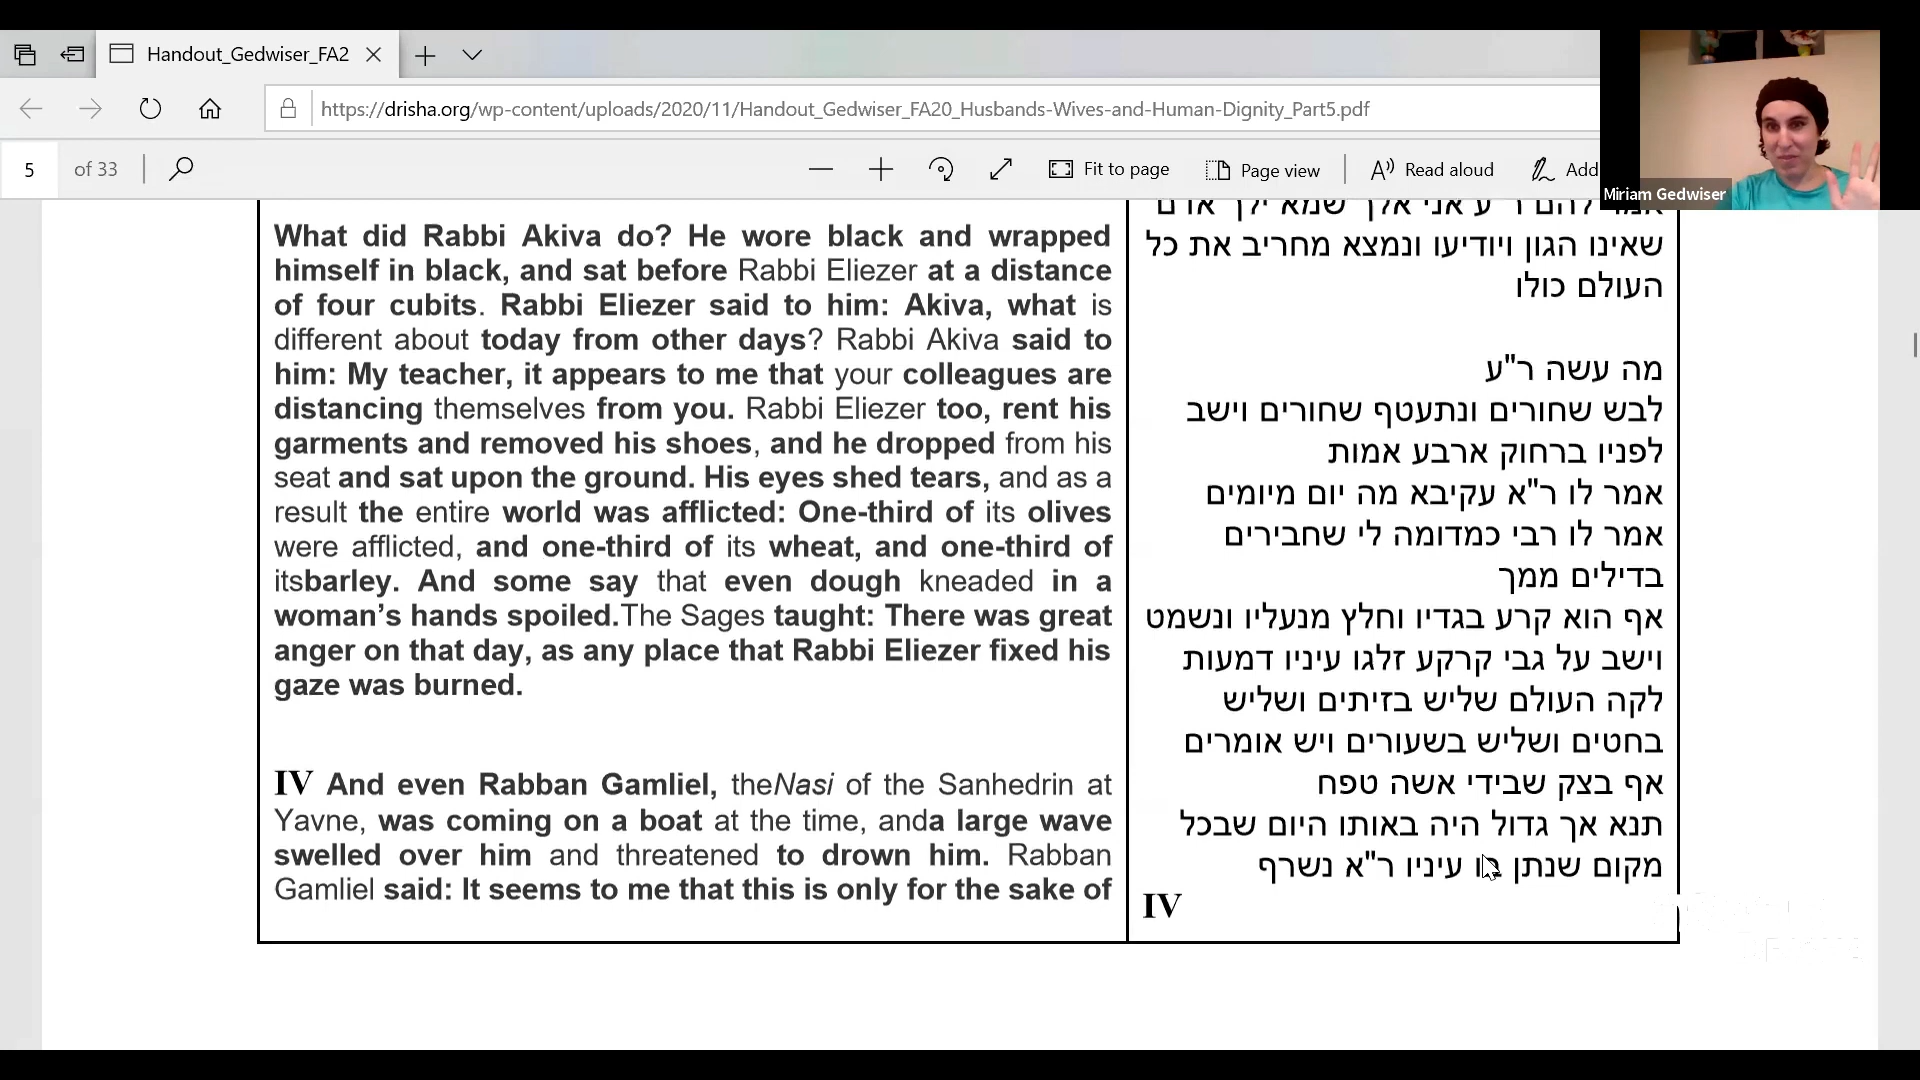 Handout_Gedwiser_FA2
https://drisha.org/wp-content/uploads/2020/11/Handout_Gedwiser_FA20_Husbands-Wives-and-Human-Dignity_Part5.pdf
5 of 33 Fit to page Page view Read aloud Add
Miriam Gedwiser
What did Rabbi Akiva do? He wore black and wrapped
himself in black, and sat before Rabbi Eliezer at a distance
of four cubits. Rabbi Eliezer said to him: Akiva, what is
different about today from other days? Rabbi Akiva said to
him: My teacher, it appears to me that your colleagues are
distancing themselves from you. Rabbi Eliezer too, rent his
garments and removed his shoes, and he dropped from his
seat and sat upon the ground. His eyes shed tears, and as a
result the entire world was afflicted: One-third of its olives
were afflicted, and one-third of its wheat, and one-third of
itsbarley. And some say that even dough kneaded in a
woman’s hands spoiled.The Sages taught: There was great
anger on that day, as any place that Rabbi Eliezer fixed his
gaze was burned.
IV And even Rabban Gamliel, theNasi of the Sanhedrin at
Yavne, was coming on a boat at the time, anda large wave
swelled over him and threatened to drown him. Rabban
Gamliel said: It seems to me that this is only for the sake of
אמר להם ר"ע אני אלך שמא ילך אדם
שאינו הגון ויודיעו ונמצא מחריב את כל
העולם כולו
מה עשה ר"ע
לבש שחורים ונתעטף שחורים וישב
לפניו ברחוק ארבע אמות
אמר לו ר"א עקיבא מה יום מיומים
אמר לו רבי כמדומה לי שחבירים
בדילים ממך
אף הוא קרע בגדיו וחלץ מנעליו ונשמט
וישב על גבי קרקע זלגו עיניו דמעות
לקה העולם שליש בזיתים ושליש
בחטים ושליש בשעורים ויש אומרים
אף בצק שבידי אשה טפח
תנא אך גדול היה באותו היום שבכל
מקום שנתן בו עיניו ר"א נשרף
IV